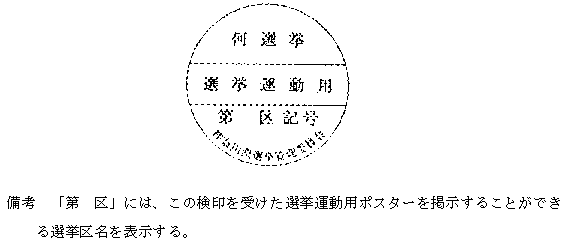 何選挙
選挙運動用
第　区記号
備考　「第　区」には、この検印を受けた選挙運動用ポスターを掲示することができ
る選挙区名を表示する。